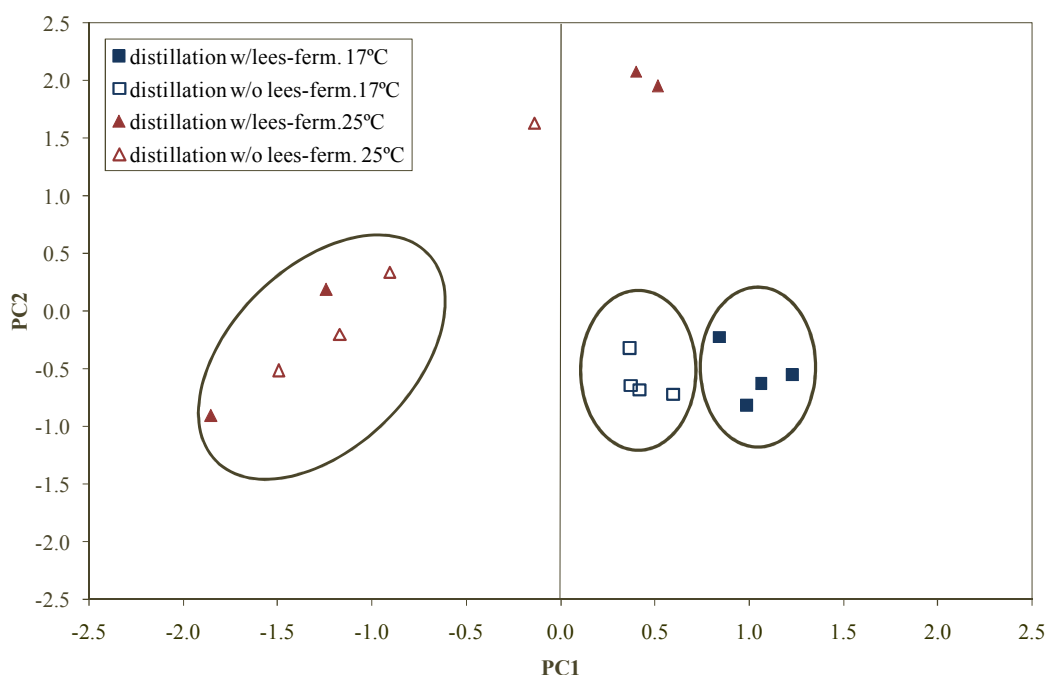 2.5
2.0
1.5
1.0
0.5
0.0
-0.5
-1.0
-1.5
-2.0
-2.5
PC2
distillation w/lees-ferm. 17ºC
distillation w/o lees-ferm.17ºC
distillation w/lees-ferm.25ºC
distillation w/o lees-ferm. 25ºC
-2.5 -2.0 -1.5 -1.0 -0.5 0.0 0.5 1.0 1.5 2.0 2.5
PC1